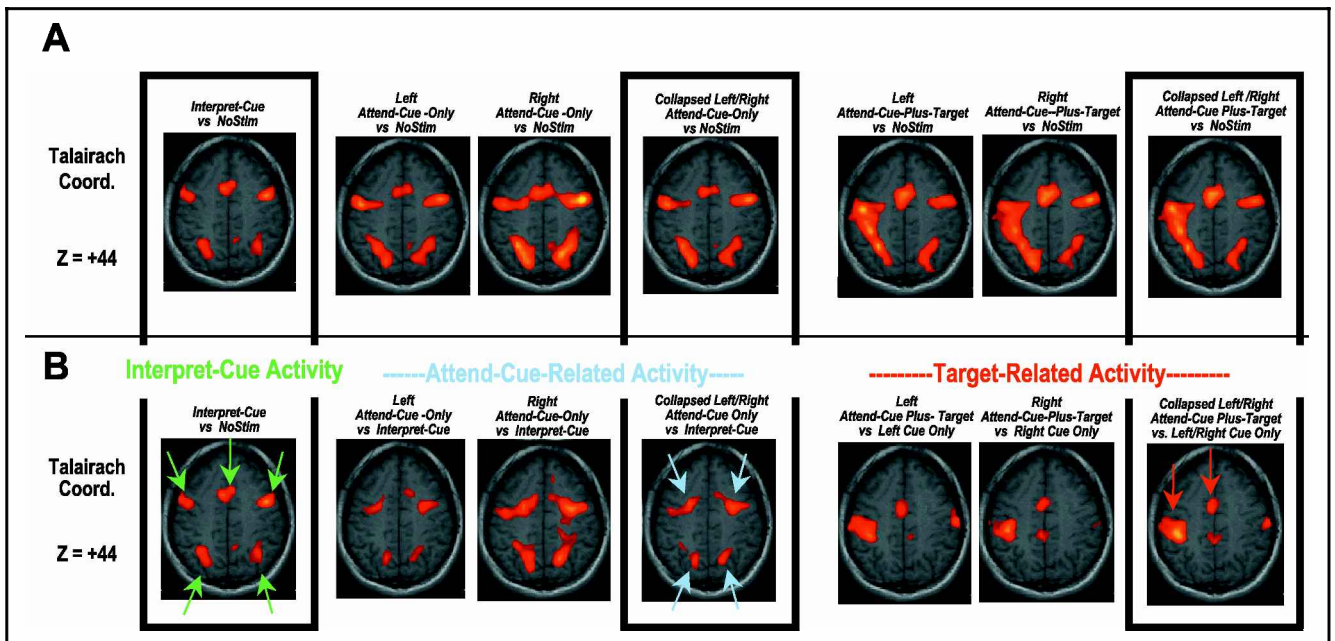 A
Interpret-Cue
vs NoStim
Left
Attend-Cue -Only
vs NoStim
Right
Attend-Cue -Only
vs NoStim
Collapsed Left/Right
Attend-Cue-Only
vs NoStim
Left
Attend-Cue-Plus-Target
vs NoStim
Right
Attend-Cue--Plus-Target
vs NoStim
Collapsed Left /Right
Attend-Cue Plus-Target
vs NoStim
Talairach
Coord.
Z = +44
B
Interpret-Cue Activity
------Attend-Cue-Related Activity-----
---------Target-Related Activity---------
Interpret-Cue
vs NoStim
Left
Attend-Cue -Only
vs Interpret-Cue
Right
Attend-Cue-Only
vs Interpret-Cue
Collapsed Left/Right
Attend-Cue Only
vs Interpret-Cue
Left
Attend-Cue Plus- Target
vs Left Cue Only
Right
Attend-Cue-Plus-Target
vs Right Cue Only
Collapsed Left/Right
Attend-Cue Plus-Target
vs. Left/Right Cue Only
Talairach
Coord.
Z = +44